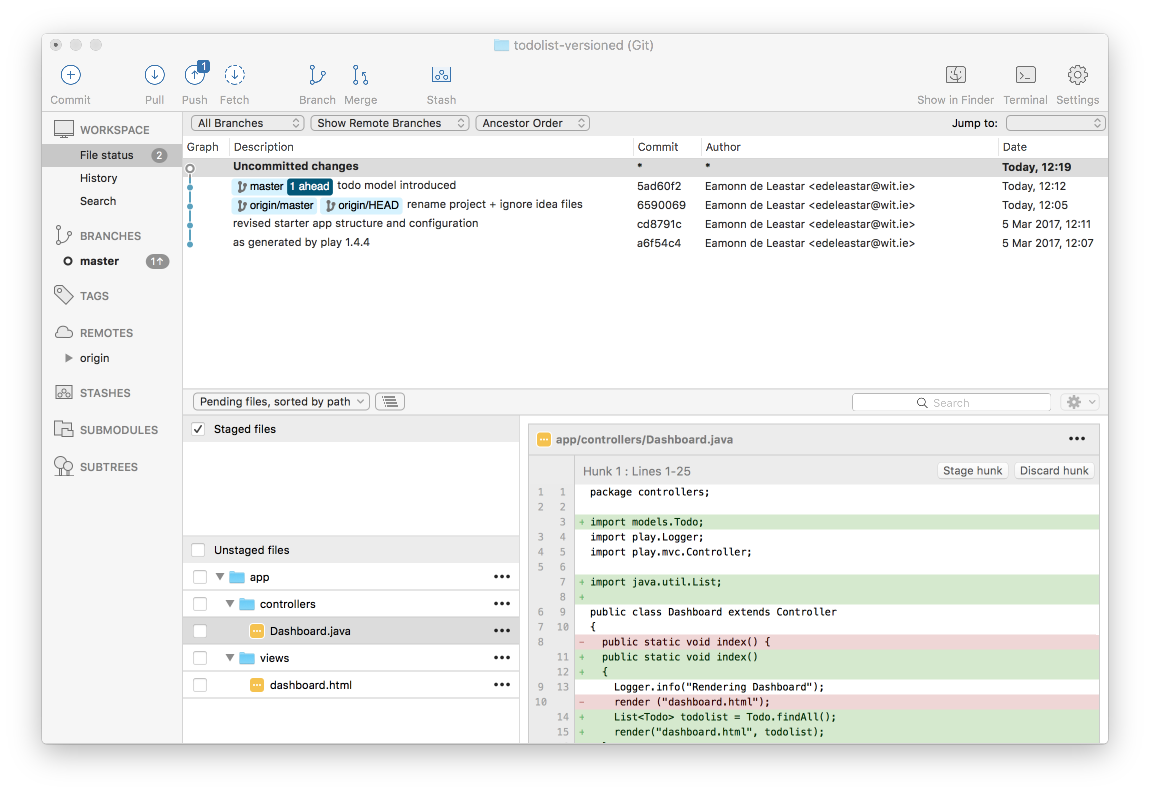 todolist-versioned (Git)
1
Commit Pull Push Fetch Branch Merge Stash Show in Finder Terminal Settings
All Branches Show Remote Branches Ancestor Order Jump to:
WORKSPACE
File status 2
History
Search
BRANCHES
master 1↑
TAGS
REMOTES
origin
STASHES
SUBMODULES
SUBTREES
Graph Description Commit Author Date
Uncommitted changes * * Today, 12:19
master 1 ahead todo model introduced 5ad60f2 Eamonn de Leastar <edeleastar@wit.ie> Today, 12:12
origin/master origin/HEAD rename project + ignore idea files 6590069 Eamonn de Leastar <edeleastar@wit.ie> Today, 12:05
revised starter app structure and configuration cd8791c Eamonn de Leastar <edeleastar@wit.ie> 5 Mar 2017, 12:11
as generated by play 1.4.4 a6f54c4 Eamonn de Leastar <edeleastar@wit.ie> 5 Mar 2017, 12:07
Pending files, sorted by path Search
Staged files
Unstaged files
app •••
controllers •••
Dashboard.java •••
views •••
dashboard.html •••
app/controllers/Dashboard.java •••
Hunk 1 : Lines 1-25 Stage hunk Discard hunk
1 1 package controllers;
2 2
3 + import models.Todo;
3 4 import play.Logger;
4 5 import play.mvc.Controller;
5 6
7 + import java.util.List;
8 +
6 9 public class Dashboard extends Controller
7 10 {
8 - public static void index() {
11 + public static void index()
12 + {
9 13 Logger.info("Rendering Dashboard");
10 - render ("dashboard.html");
14 + List<Todo> todolist = Todo.findAll();
15 + render("dashboard.html", todolist);